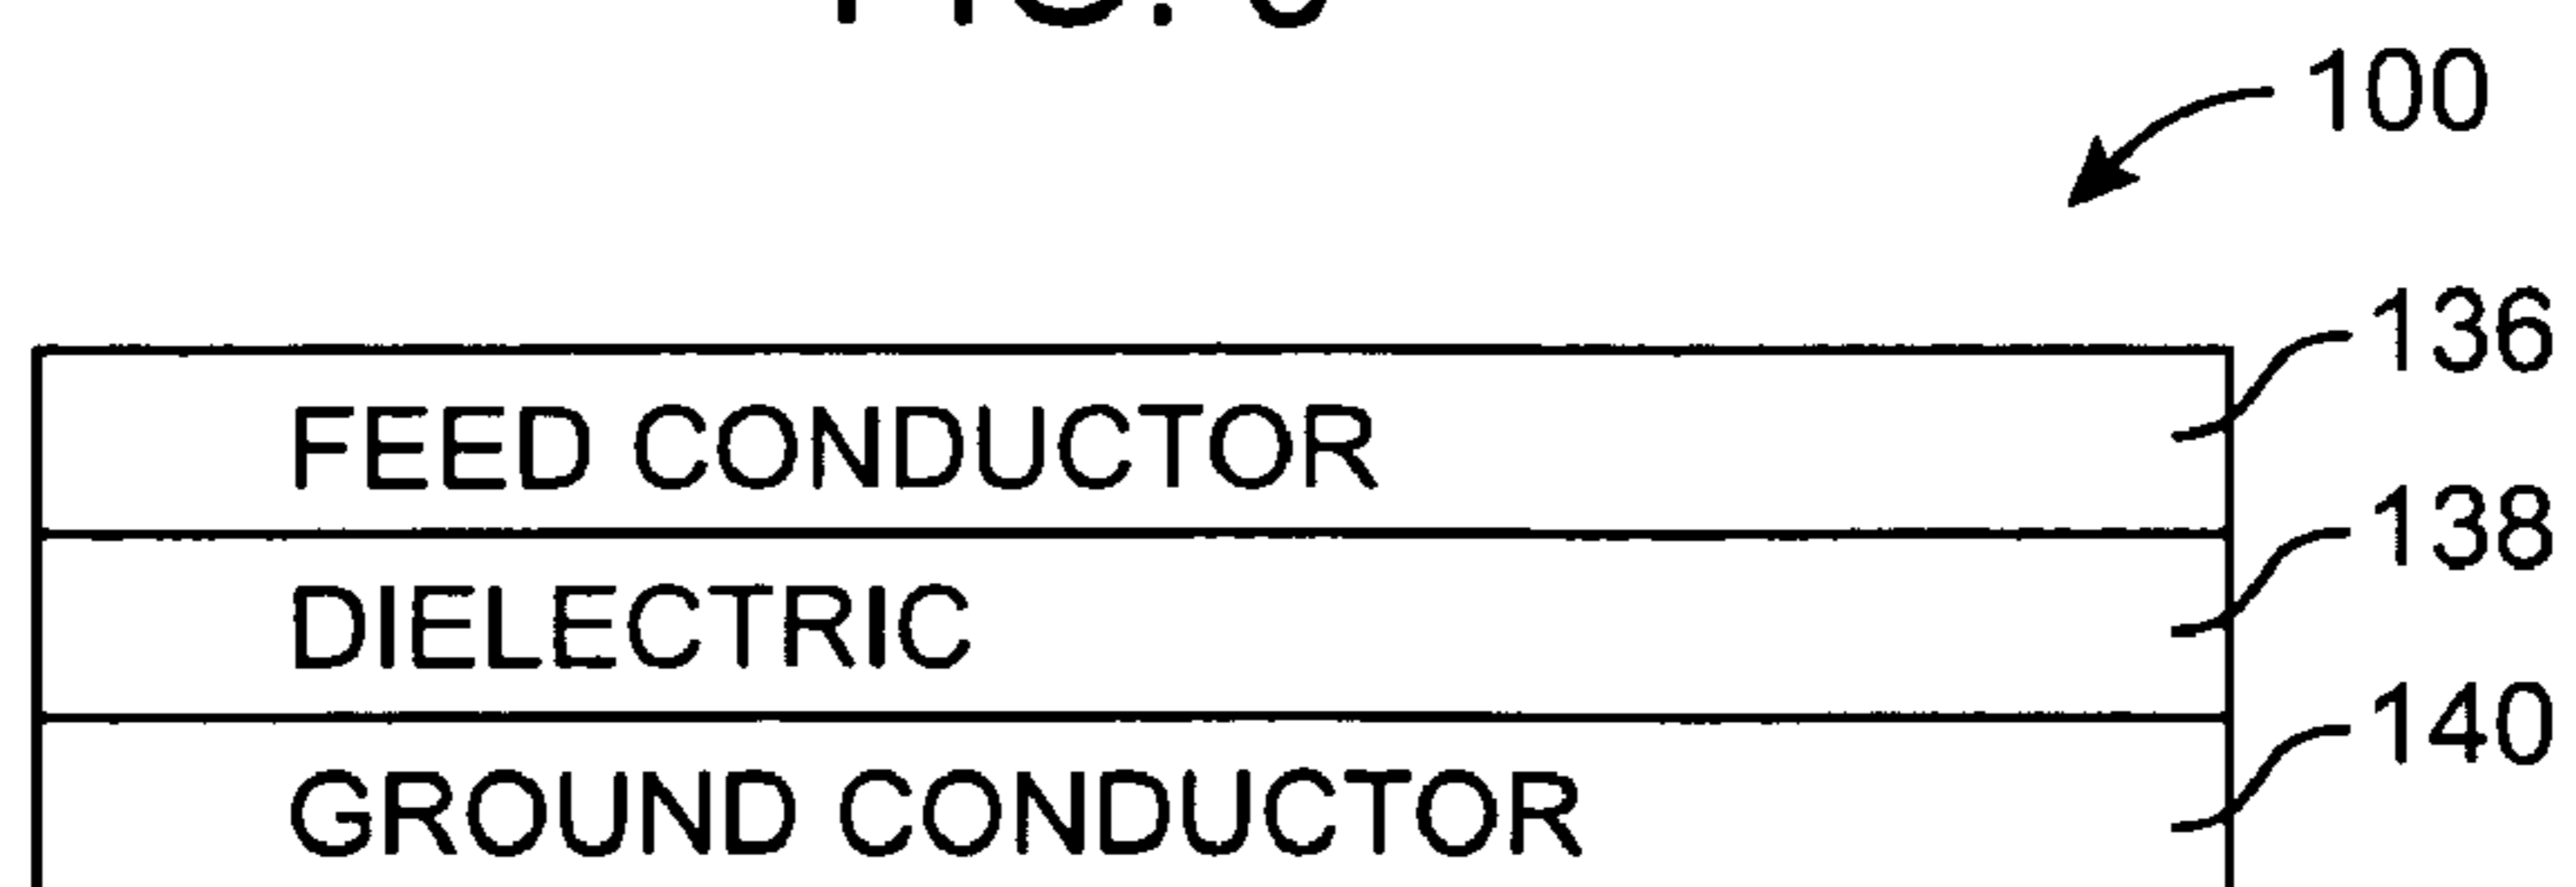 100
136
FEED CONDUCTOR
138
DIELECTRIC
140
GROUND CONDUCTOR